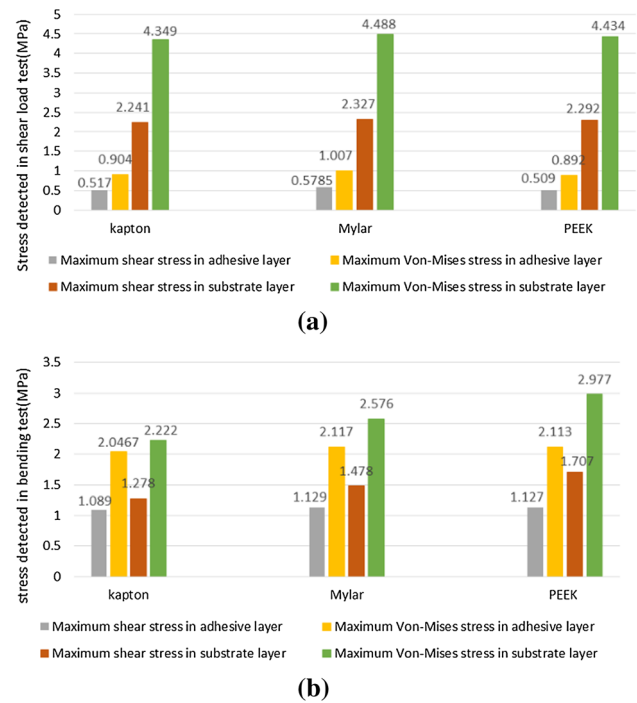 Stress detected in shear load test(MPa)
5
4.5
4
3.5
3
2.5
2
1.5
1
0.5
0
0.517
0.904
2.241
4.349
0.5785
1.007
2.327
4.488
0.509
0.892
2.292
4.434
kapton
Mylar
PEEK
Maximum shear stress in adhesive layer
Maximum Von-Mises stress in adhesive layer
Maximum shear stress in substrate layer
Maximum Von-Mises stress in substrate layer
(a)
stress detected in bending test(MPa)
3.5
3
2.5
2
1.5
1
0.5
0
1.089
2.0467
1.278
2.222
1.129
2.117
1.478
2.576
1.127
2.113
1.707
2.977
kapton
Mylar
PEEK
Maximum shear stress in adhesive layer
Maximum Von-Mises stress in adhesive layer
Maximum shear stress in substrate layer
Maximum Von-Mises stress in substrate layer
(b)